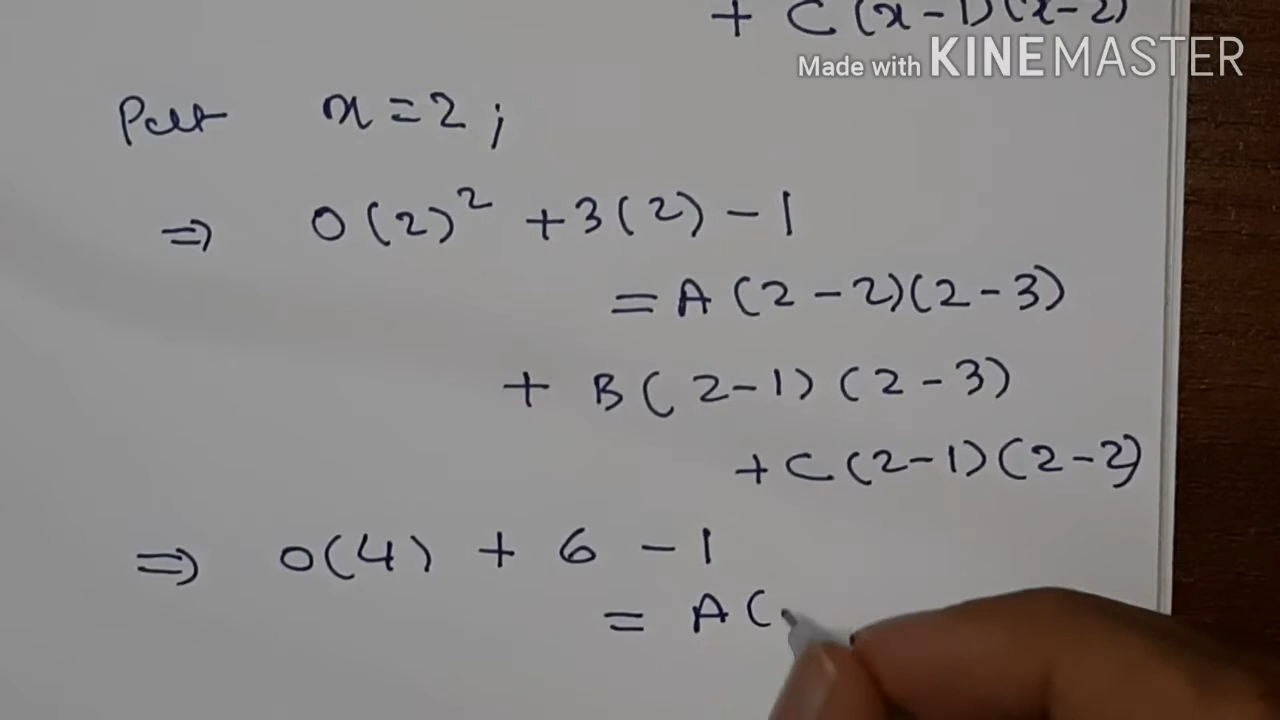 + C(x-1)(x-2)
Made with KINEMASTER
Put x = 2 ;
⇒ 0(2)² + 3(2) - 1
= A(2-2)(2-3)
+ B(2-1)(2-3)
+ C(2-1)(2-2)
⇒ 0(4) + 6 - 1
= A(